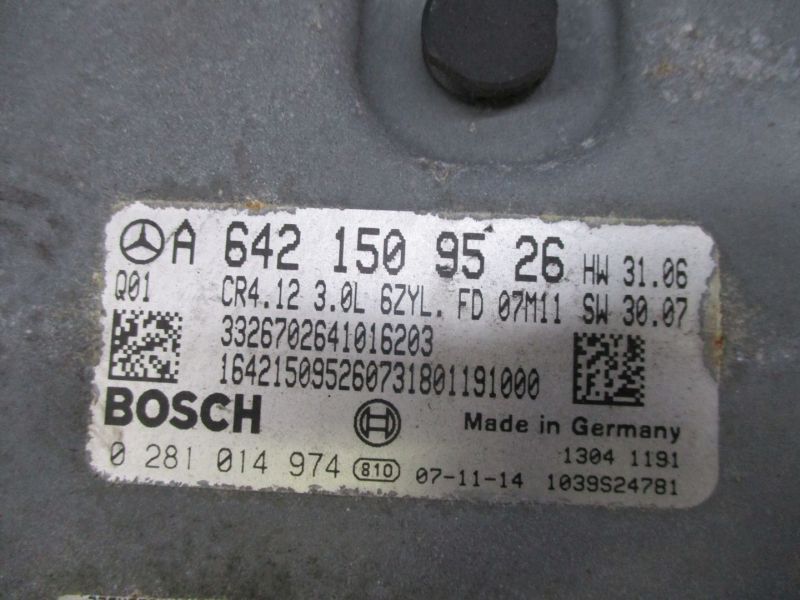 A 642 150 95 26 HW 31.06
Q01 CR4.12 3.0L 6ZYL. FD 07M11 SW 30.07
3326702641016203
164215095260731801191000
BOSCH Made in Germany
0 281 014 974 810 07-11-14 1304 1191
1039S24781